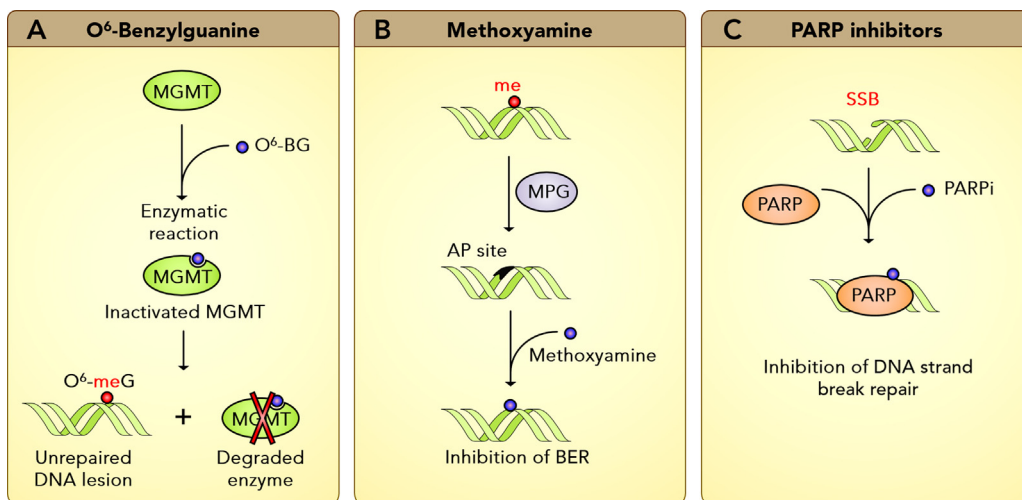 A O⁶-Benzylguanine
MGMT
O⁶-BG
Enzymatic
reaction
MGMT
Inactivated MGMT
O⁶-meG
+
MGMT
Unrepaired
DNA lesion
Degraded
enzyme
B Methoxyamine
me
MPG
AP site
Methoxyamine
Inhibition of BER
C PARP inhibitors
SSB
PARP
PARPi
PARP
Inhibition of DNA strand
break repair